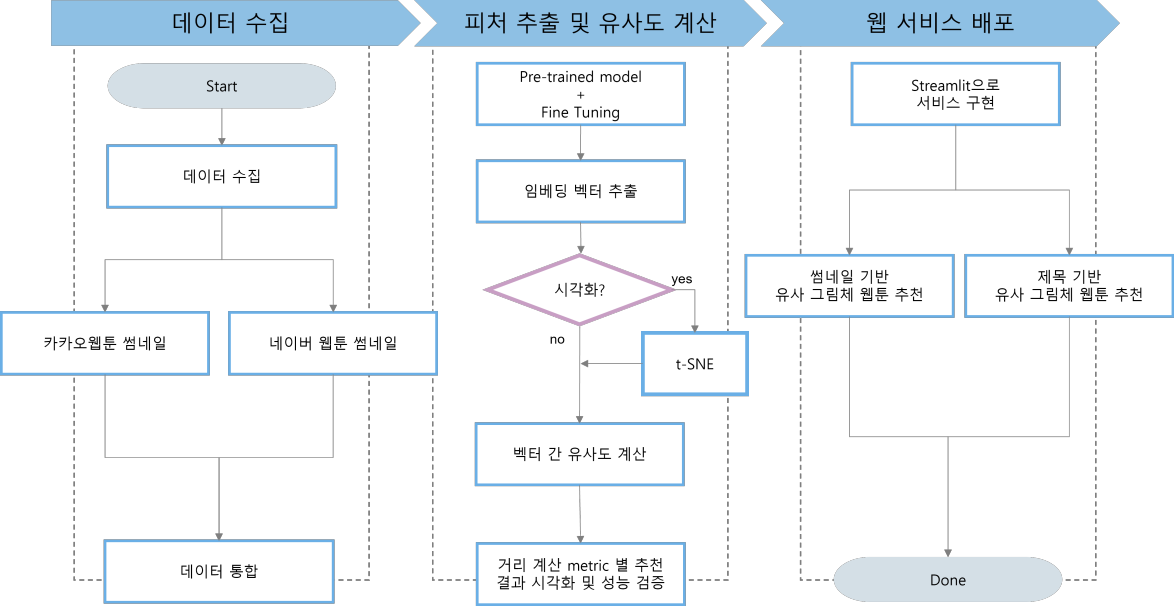 데이터 수집
피처 추출 및 유사도 계산
웹 서비스 배포
Start
데이터 수집
카카오웹툰 썸네일
네이버 웹툰 썸네일
데이터 통합
Pre-trained model
+
Fine Tuning
임베딩 벡터 추출
시각화?
yes
no
t-SNE
벡터 간 유사도 계산
거리 계산 metric 별 추천
결과 시각화 및 성능 검증
Streamlit으로
서비스 구현
썸네일 기반
유사 그림체 웹툰 추천
제목 기반
유사 그림체 웹툰 추천
Done